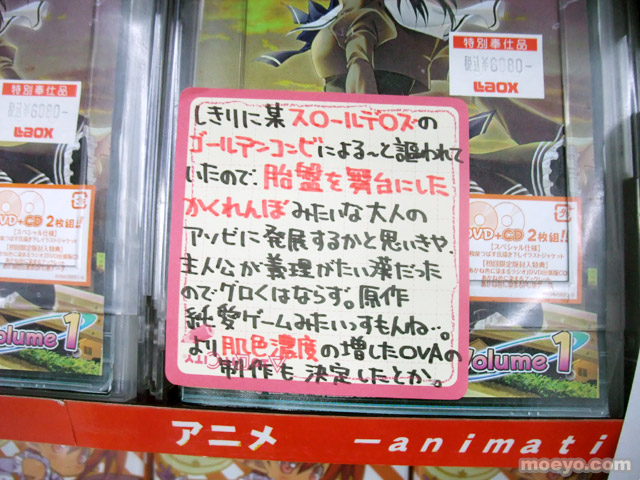 特別奉仕品
LaOX
特別奉仕品
LaOX
しきりに某スロールデ○ズの
ゴールデンコンビによる〜と謳われて
いたので、胎盤を舞台にした
かくれんぼみたいな大人の
アソビに発展するかと思いきや、
主人公が義理がたい漢だった
ので、グロくはならず。原作
純愛ゲームみたいっすもんね…。
より肌色濃度の増したOVAの
制作も決定したとか。
DVD+CD 2枚組!!
DVD+CD 2枚組!!
Volume 1
Volume 1
アニメ -animati
moeyo.com